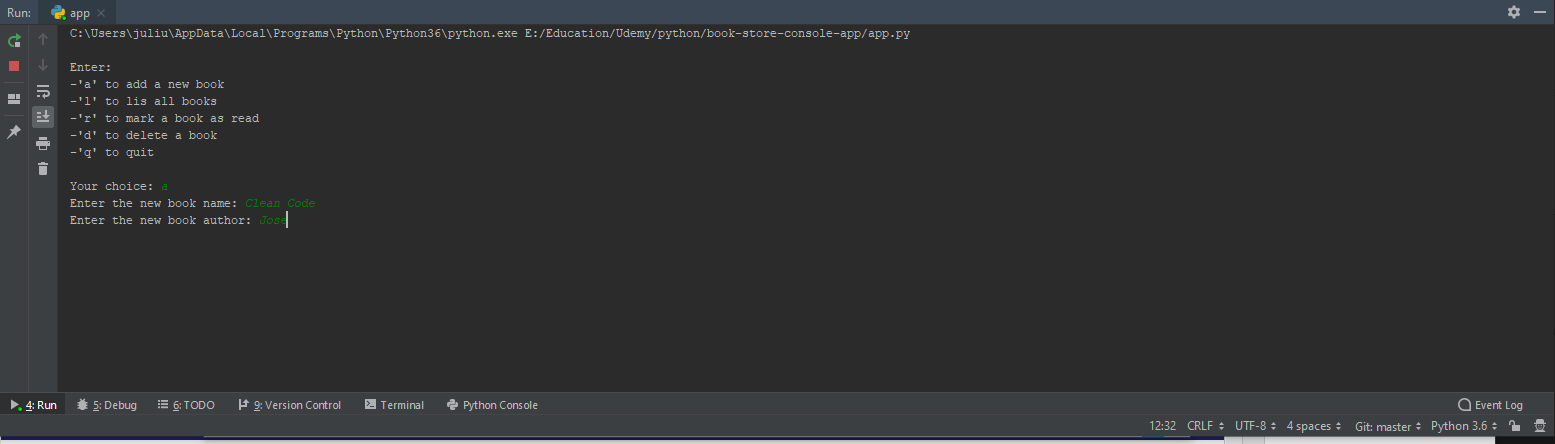 Run: app
C:\Users\juliu\AppData\Local\Programs\Python\Python36\python.exe E:/Education/Udemy/python/book-store-console-app/app.py
Enter:
-'a' to add a new book
-'l' to lis all books
-'r' to mark a book as read
-'d' to delete a book
-'q' to quit
Your choice: a
Enter the new book name: Clean Code
Enter the new book author: Jose
4: Run 5: Debug 6: TODO 9: Version Control Terminal Python Console Event Log
12:32 CRLF UTF-8 4 spaces Git: master Python 3.6